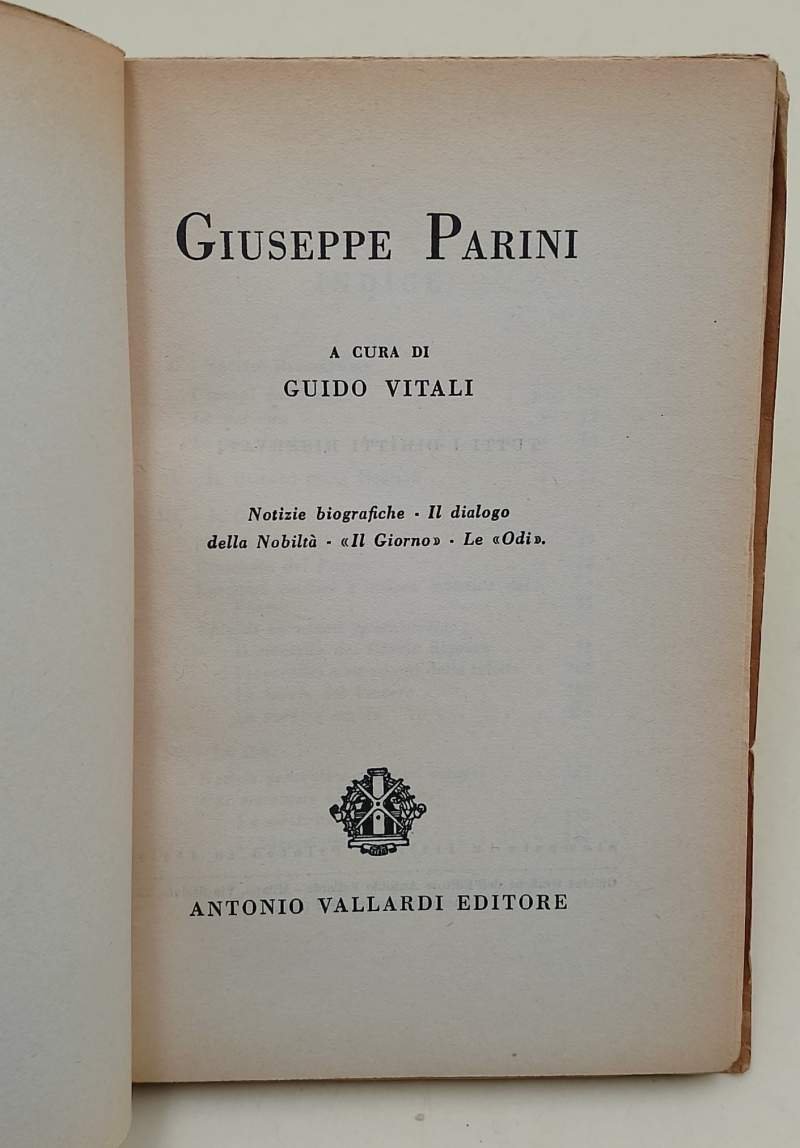 GIUSEPPE PARINI
A CURA DI
GUIDO VITALI
Notizie biografiche - Il dialogo
della Nobiltà - «Il Giorno» - Le «Odi».
ANTONIO VALLARDI EDITORE